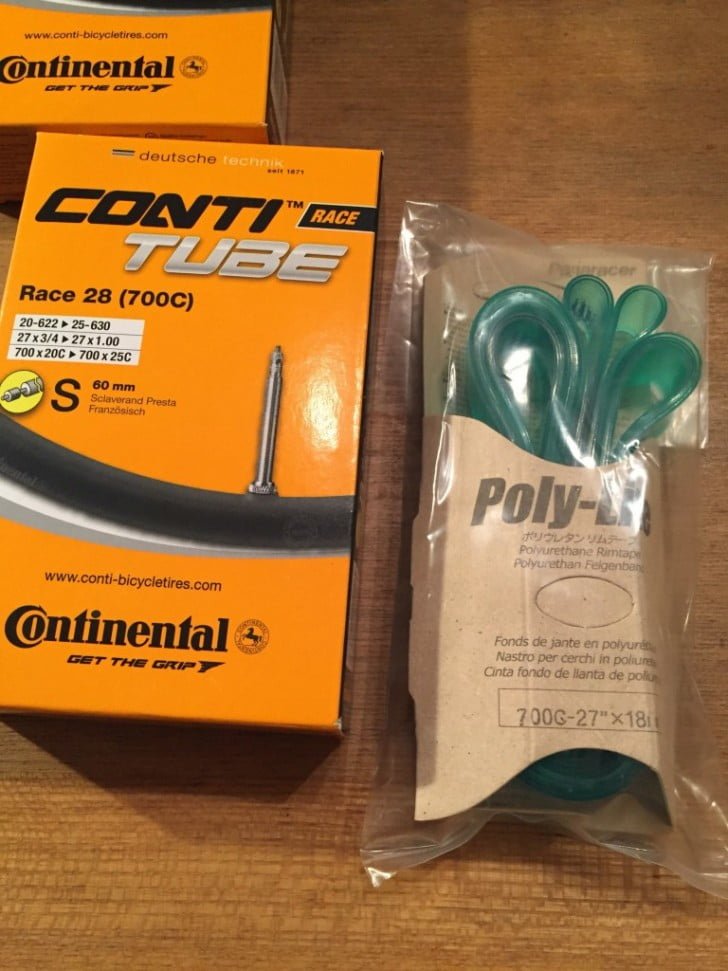 www.conti-bicycletires.com
Continental
GET THE GRIP
deutsche technik
seit 1871
CONTI™ RACE
TUBE
Race 28 (700C)
20-622 ▸ 25-630
27 x 3/4 ▸ 27 x 1.00
700 x 20C ▸ 700 x 25C
S 60 mm
Sclaverand Presta
Französisch
Continental
www.conti-bicycletires.com
Continental
GET THE GRIP
Panaracer
Poly-
ポリウレタン リムテープ
Polyurethane Rimtape
Polyurethan Felgenband
Fonds de jante en
Nastro per cerchi in
Cinta fondo de llanta de
700C-27"×18